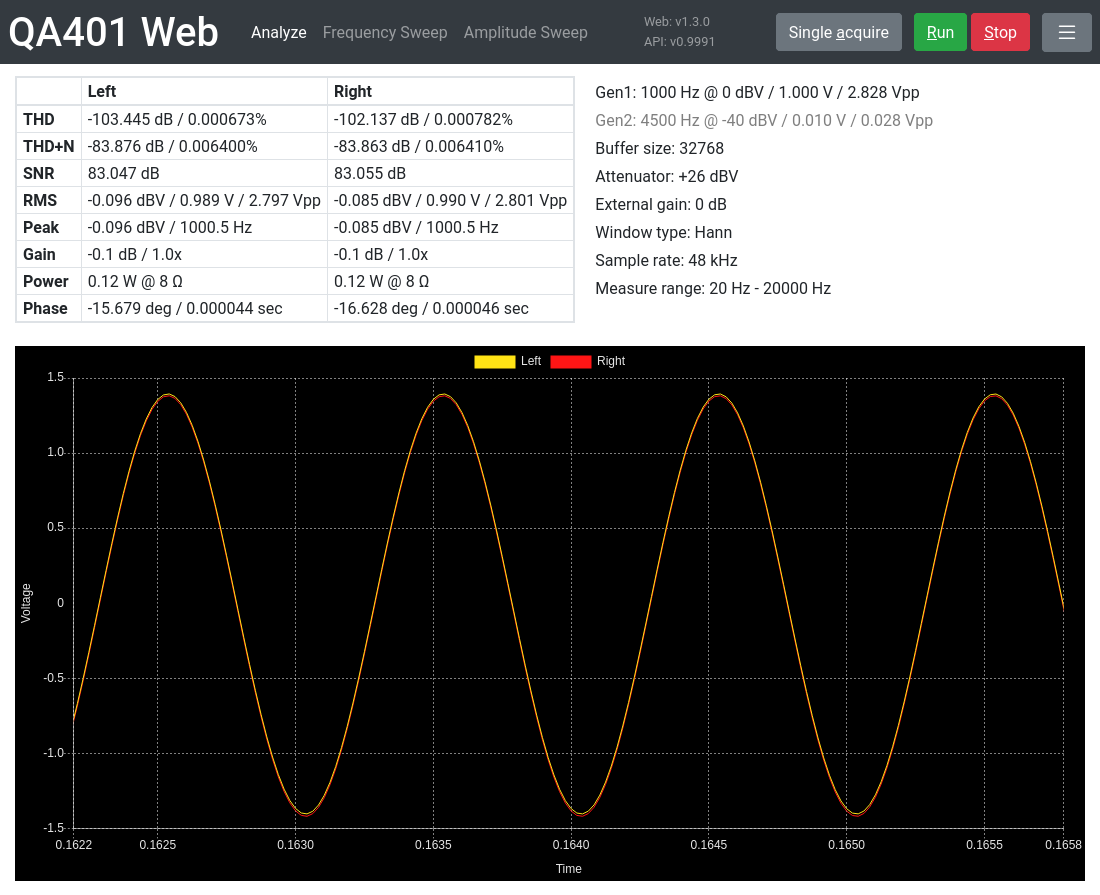 QA401 Web Analyze Frequency Sweep Amplitude Sweep Web: v1.3.0 API: v0.9991 Single acquire Run Stop
Left Right
THD -103.445 dB / 0.000673% -102.137 dB / 0.000782%
THD+N -83.876 dB / 0.006400% -83.863 dB / 0.006410%
SNR 83.047 dB 83.055 dB
RMS -0.096 dBV / 0.989 V / 2.797 Vpp -0.085 dBV / 0.990 V / 2.801 Vpp
Peak -0.096 dBV / 1000.5 Hz -0.085 dBV / 1000.5 Hz
Gain -0.1 dB / 1.0x -0.1 dB / 1.0x
Power 0.12 W @ 8 Ω 0.12 W @ 8 Ω
Phase -15.679 deg / 0.000044 sec -16.628 deg / 0.000046 sec
Gen1: 1000 Hz @ 0 dBV / 1.000 V / 2.828 Vpp
Gen2: 4500 Hz @ -40 dBV / 0.010 V / 0.028 Vpp
Buffer size: 32768
Attenuator: +26 dBV
External gain: 0 dB
Window type: Hann
Sample rate: 48 kHz
Measure range: 20 Hz - 20000 Hz
Left Right
1.5
1.0
0.5
0
-0.5
-1.0
-1.5
Voltage
0.1622 0.1625 0.1630 0.1635 0.1640 0.1645 0.1650 0.1655 0.1658
Time